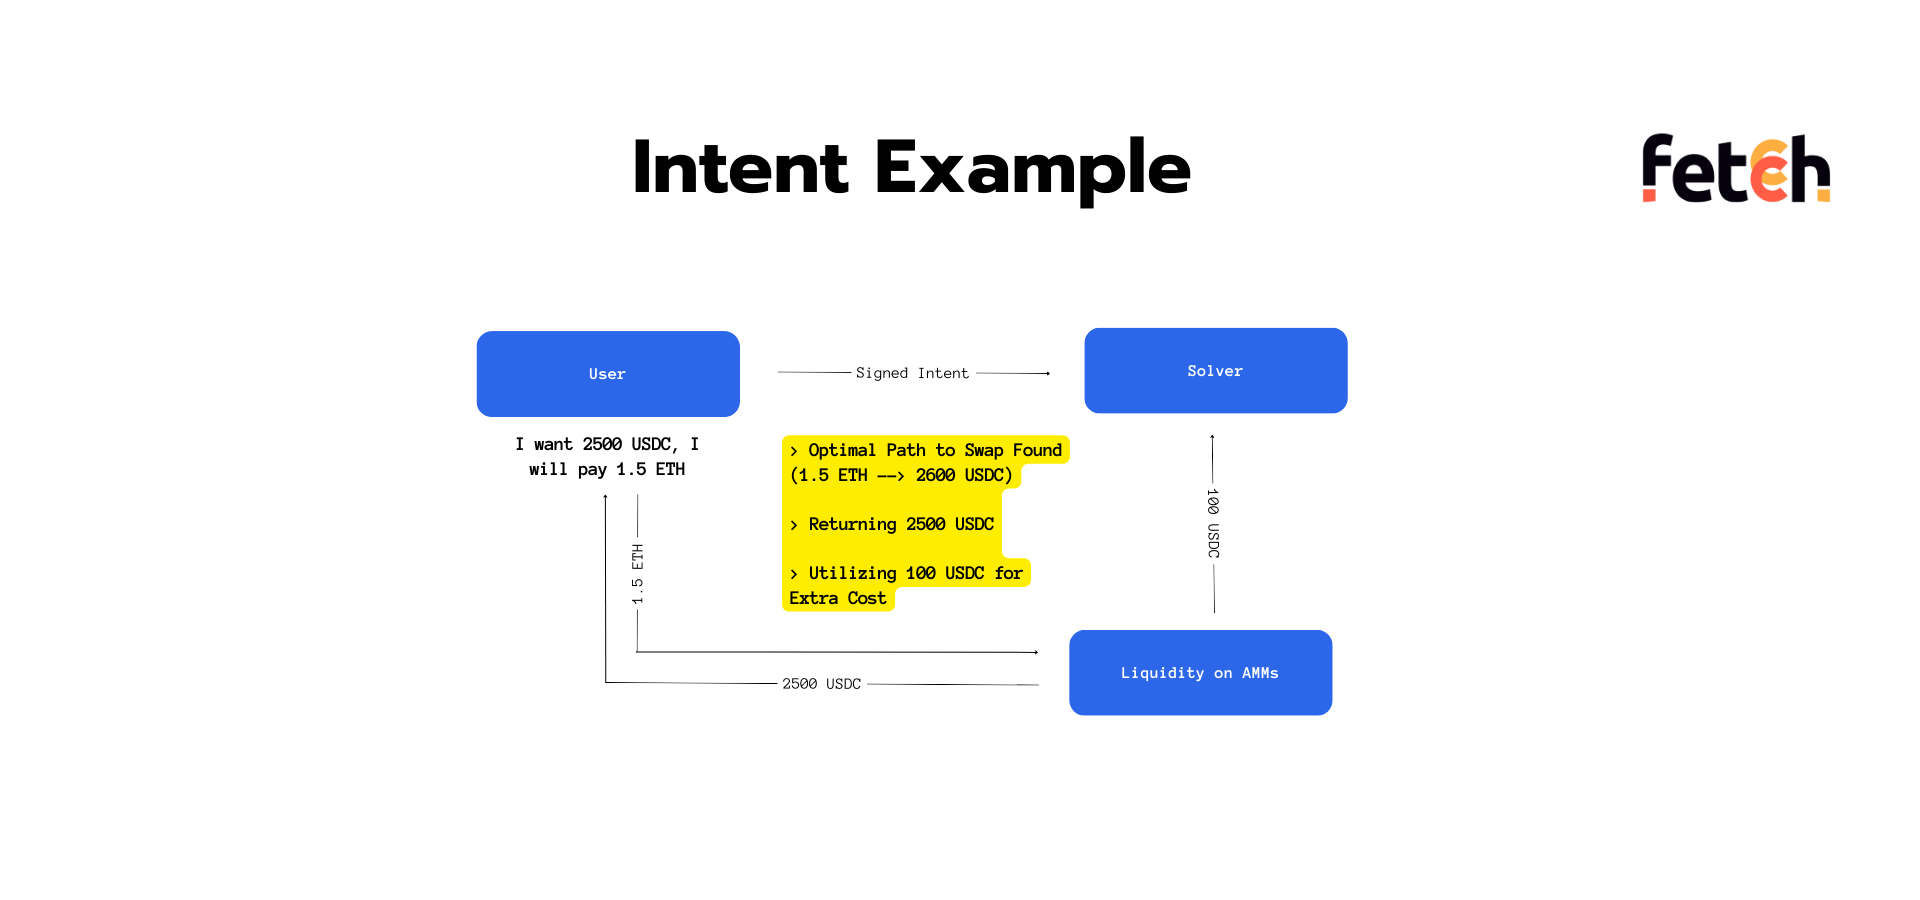 Intent Example
fetcch
User
Signed Intent
Solver
I want 2500 USDC, I
will pay 1.5 ETH
> Optimal Path to Swap Found
(1.5 ETH --> 2600 USDC)
> Returning 2500 USDC
> Utilizing 100 USDC for
Extra Cost
1.5 ETH
100 USDC
2500 USDC
Liquidity on AMMs